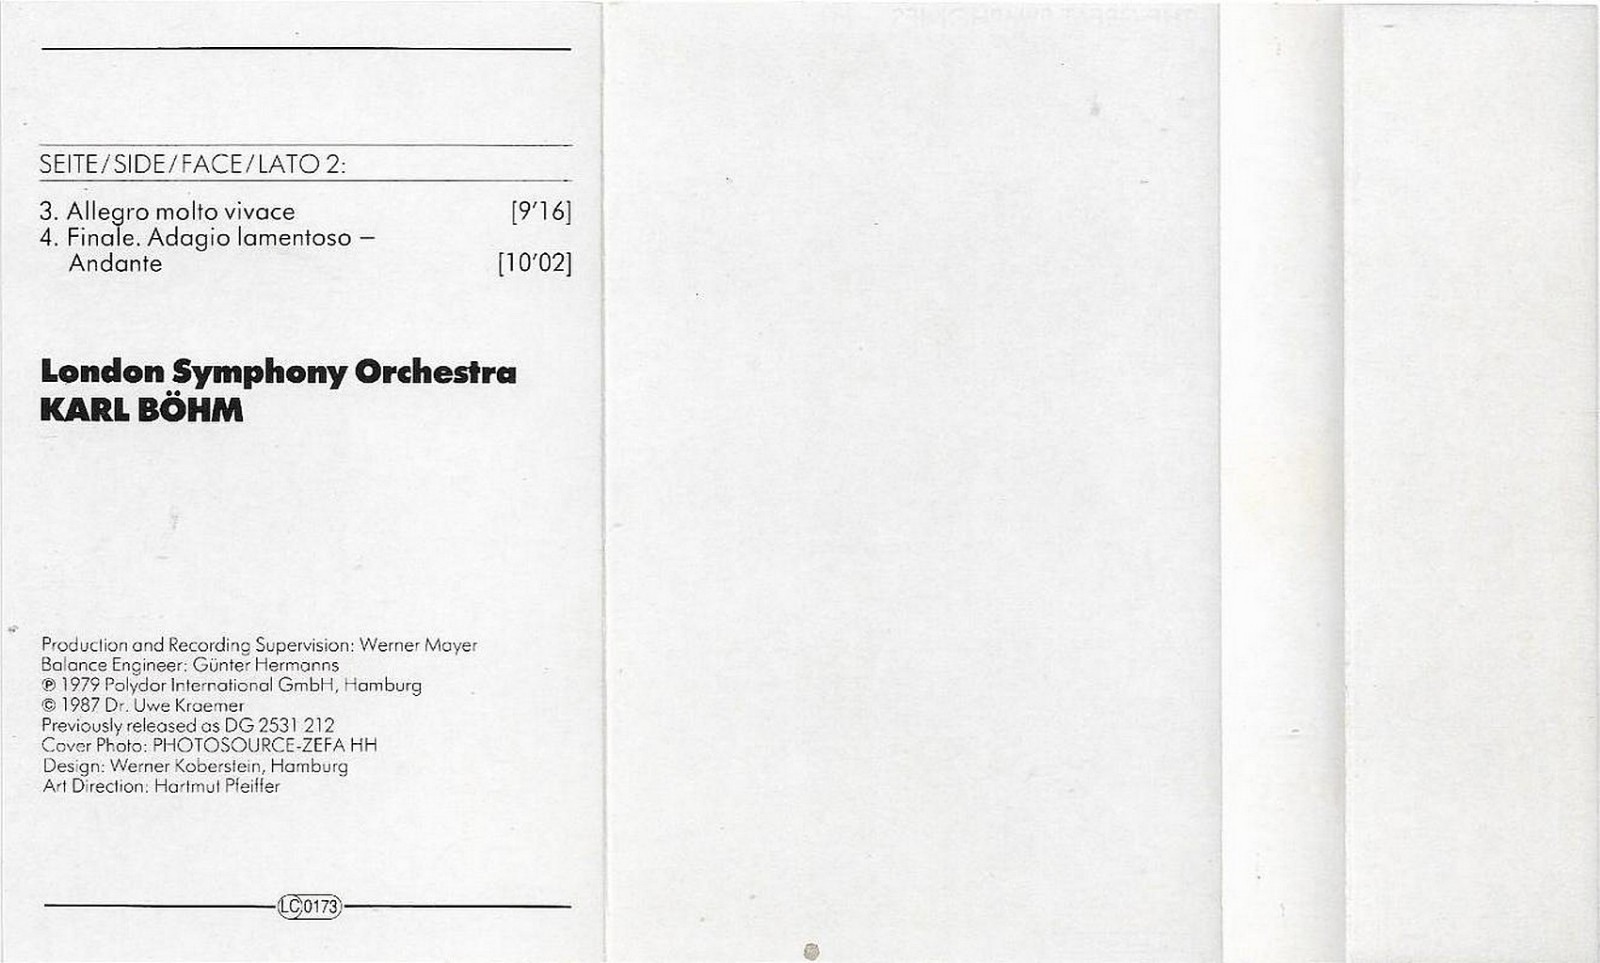 SEITE/SIDE/FACE/LATO 2:
3. Allegro molto vivace [9'16]
4. Finale. Adagio lamentoso –
Andante [10'02]
London Symphony Orchestra
KARL BÖHM
Production and Recording Supervision: Werner Mayer
Balance Engineer: Günter Hermanns
℗ 1979 Polydor International GmbH, Hamburg
© 1987 Dr. Uwe Kraemer
Previously released as DG 2531 212
Cover Photo: PHOTOSOURCE-ZEFA HH
Design: Werner Koberstein, Hamburg
Art Direction: Hartmut Pfeiffer
LC 0173